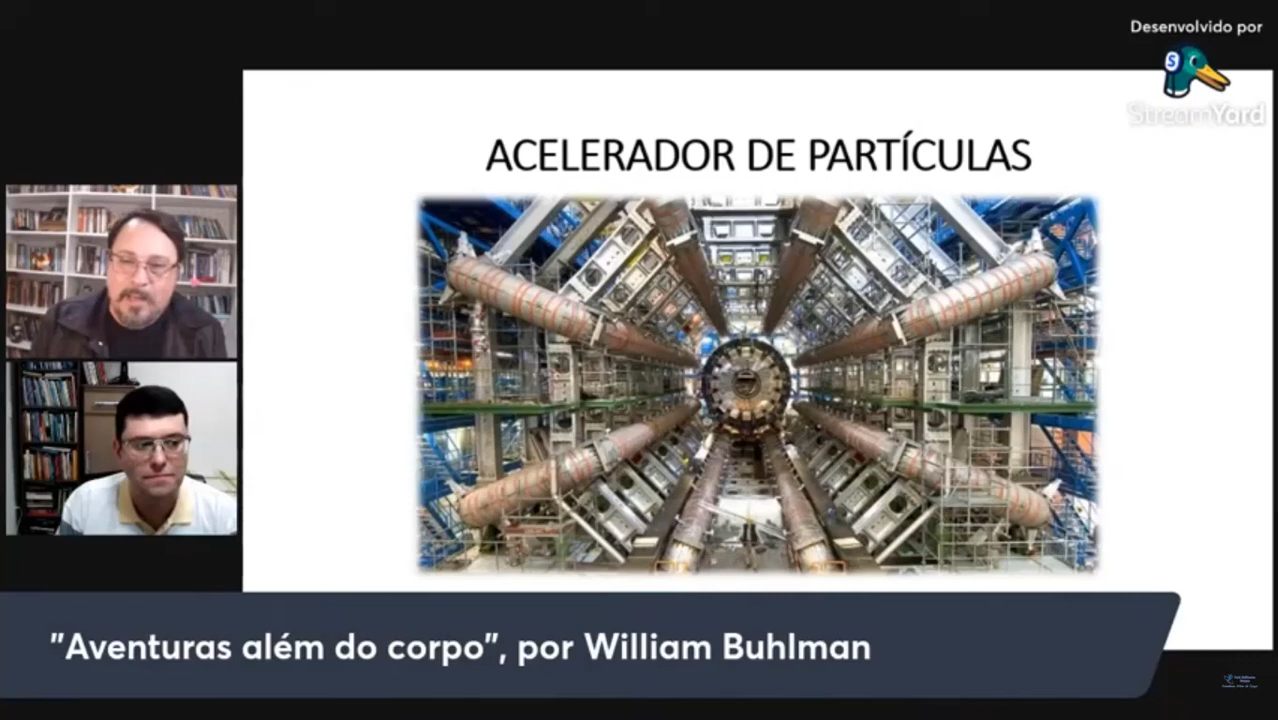 Desenvolvido por
S
StreamYard
ACELERADOR DE PARTÍCULAS
"Aventuras além do corpo", por William Buhlman